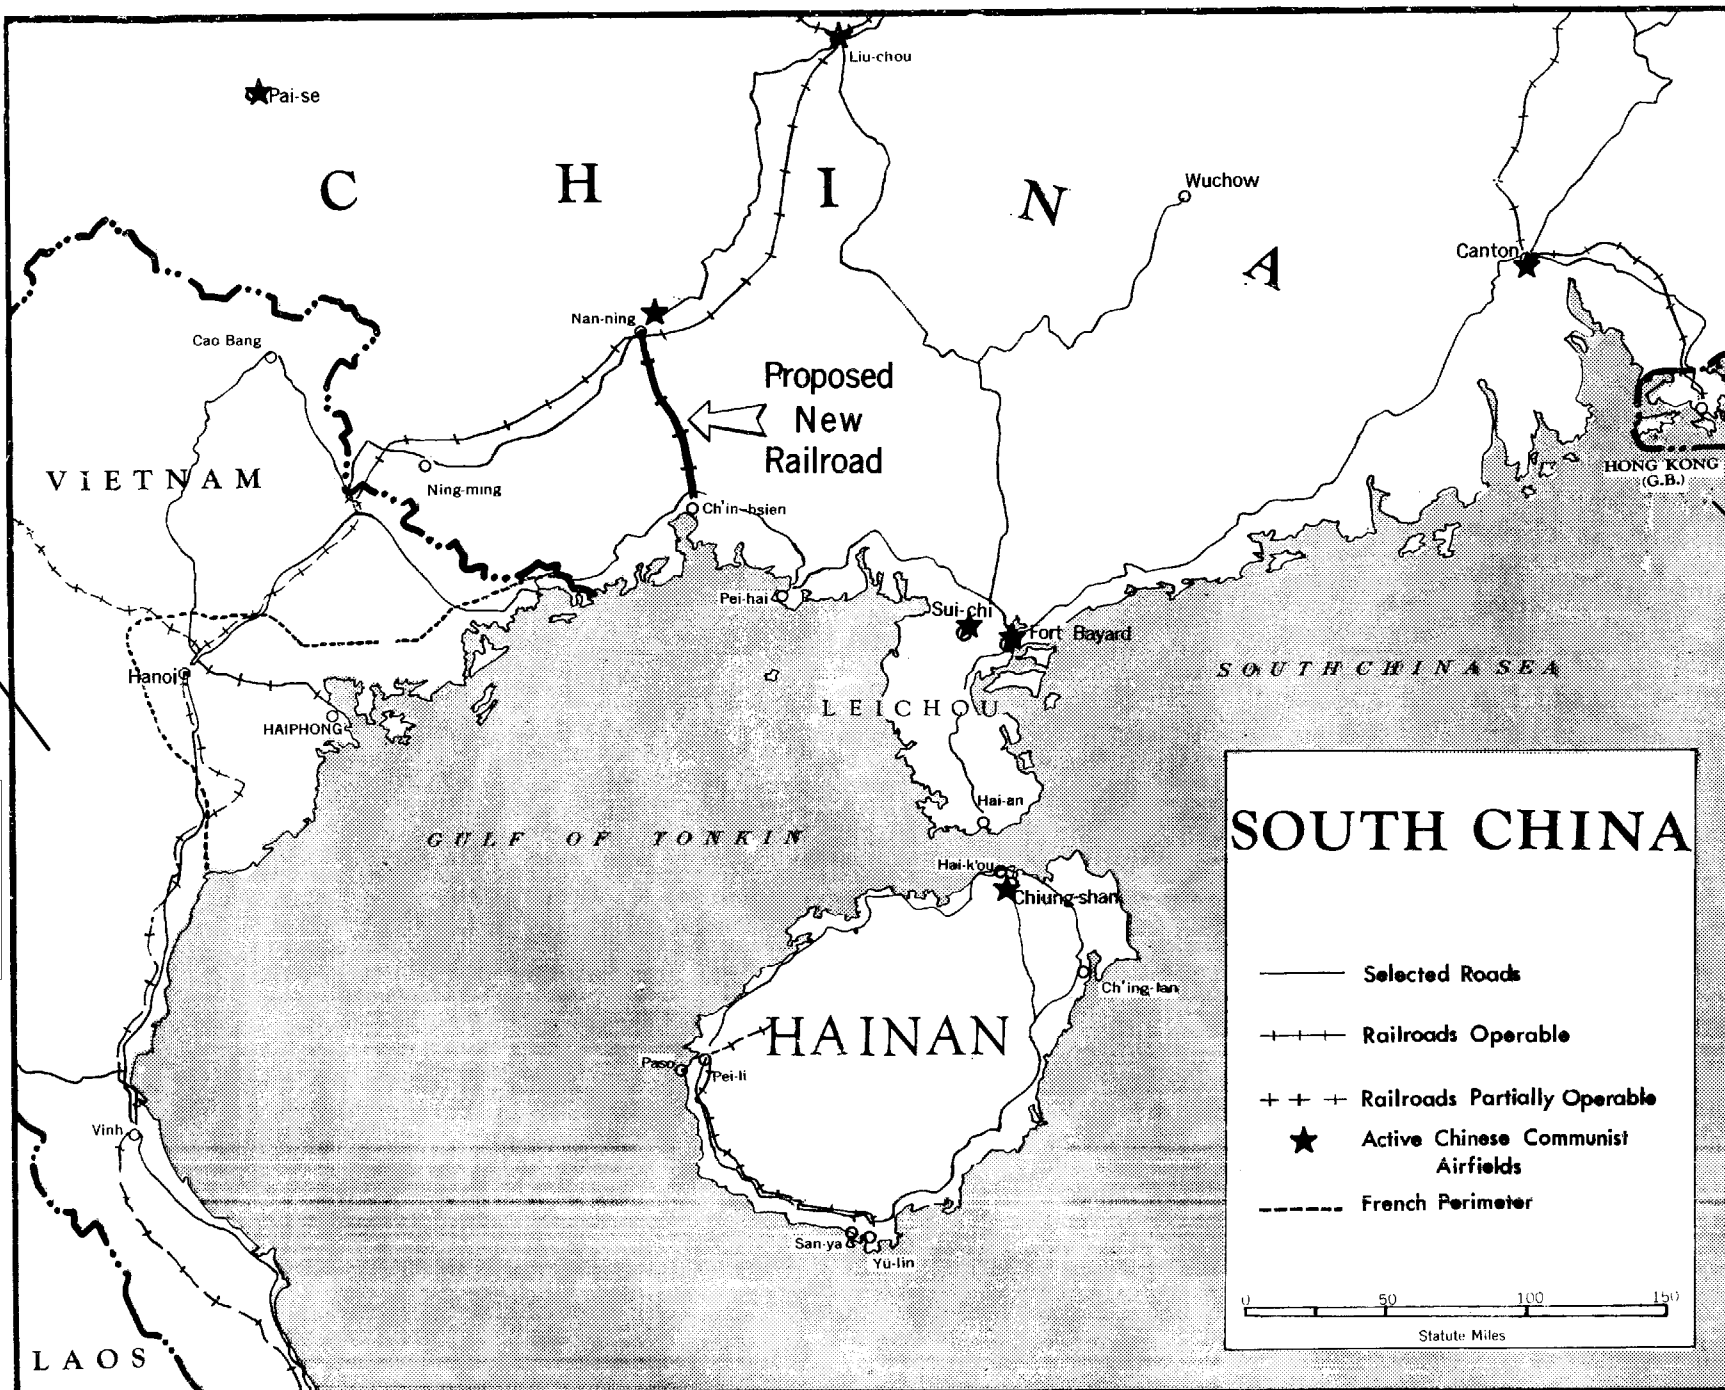 Liu-chou
Pai-se
C H I N A
Wuchow
Canton
Nan-ning
Cao Bang
Proposed
New
Railroad
HONG KONG
(G.B.)
VIETNAM
Ning-ming
Ch'in-hsien
Pei-hai
Sui-chi
Fort Bayard
SOUTH CHINA SEA
Hanoi
LEICHOU
HAIPHONG
Hai-an
GULF OF TONKIN
Hai-k'ou
Chiung-shan
Ch'ing-lan
HAINAN
Paso
Pei-li
Vinh
San-ya
Yü-lin
LAOS
SOUTH CHINA
Selected Roads
Railroads Operable
Railroads Partially Operable
Active Chinese Communist
Airfields
French Perimeter
0 50 100 150
Statute Miles